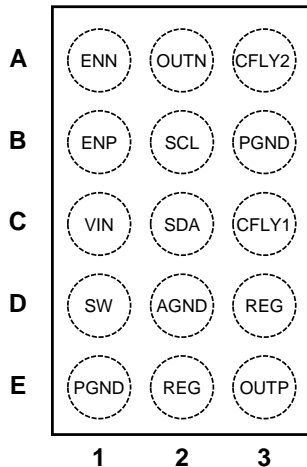 A ENN OUTN CFLY2
B ENP SCL PGND
C VIN SDA CFLY1
D SW AGND REG
E PGND REG OUTP
1 2 3